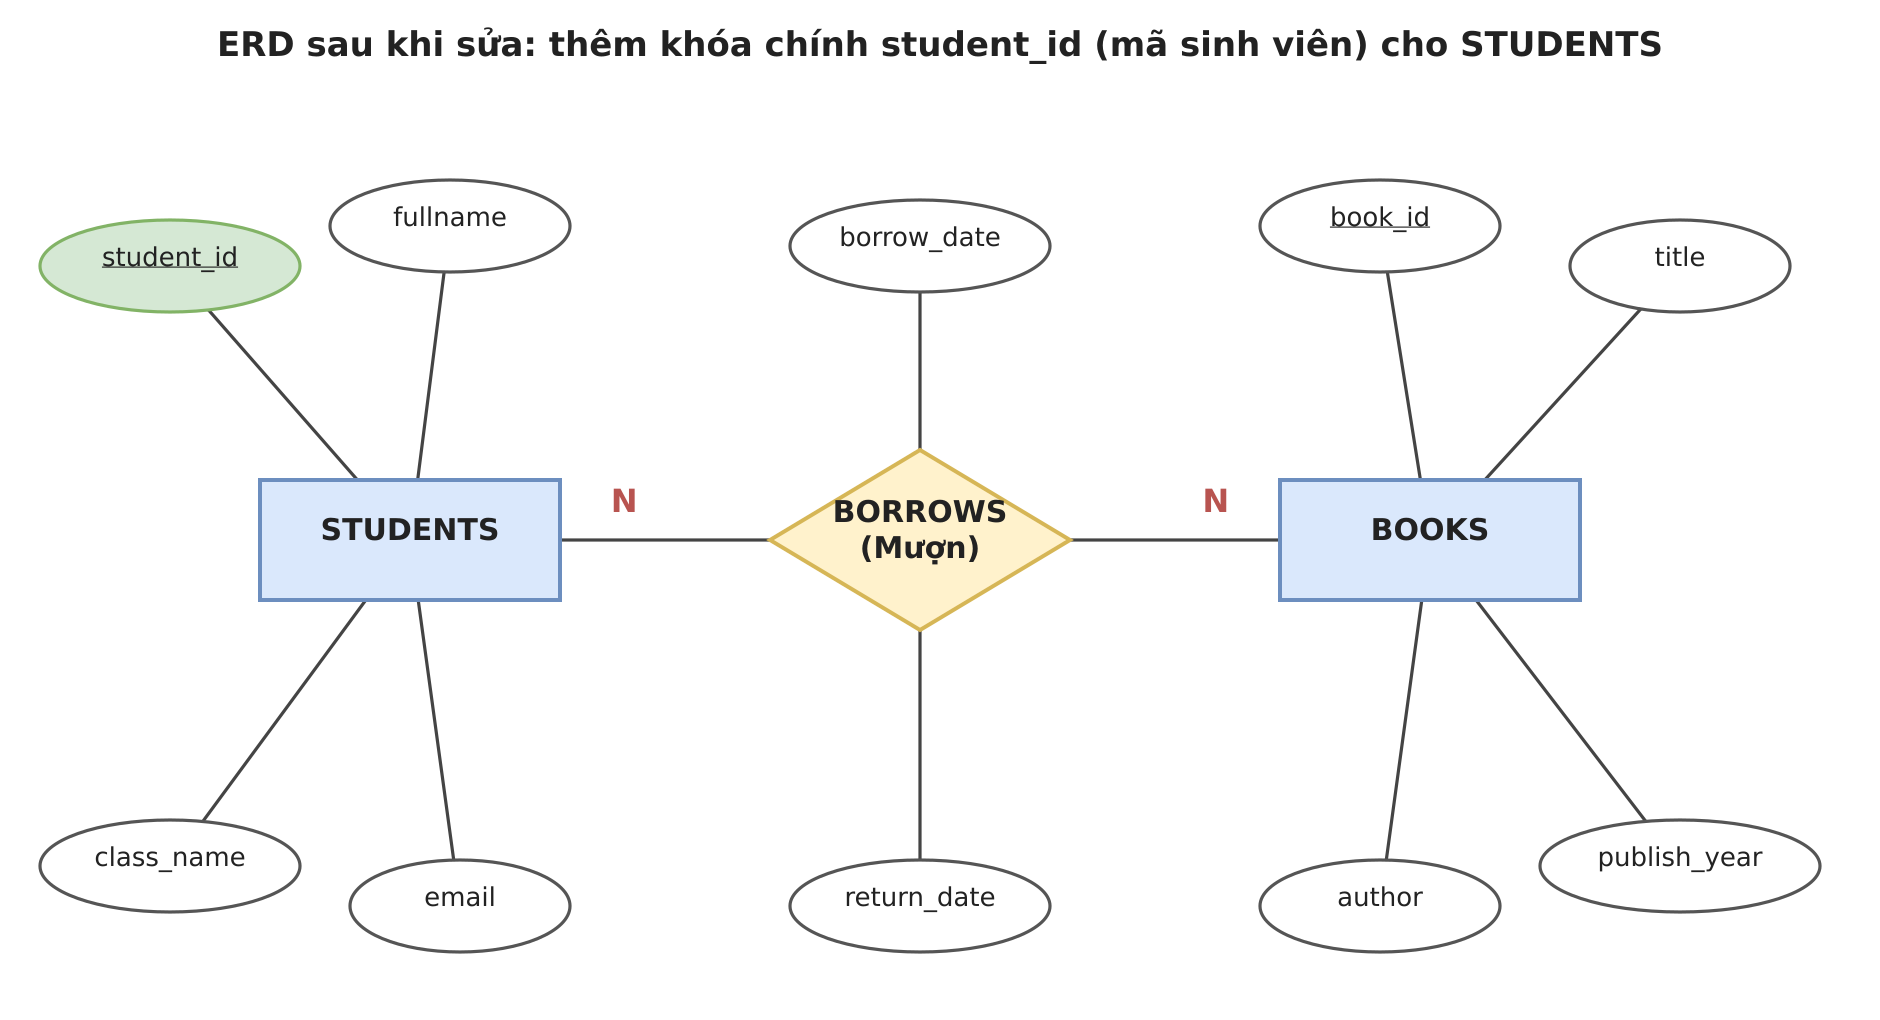 ERD sau khi sửa: thêm khóa chính student_id (mã sinh viên) cho STUDENTS
fullname
book_id
borrow_date
student_id
title
N
N
BORROWS
(Mượn)
STUDENTS
BOOKS
class_name
publish_year
email
return_date
author